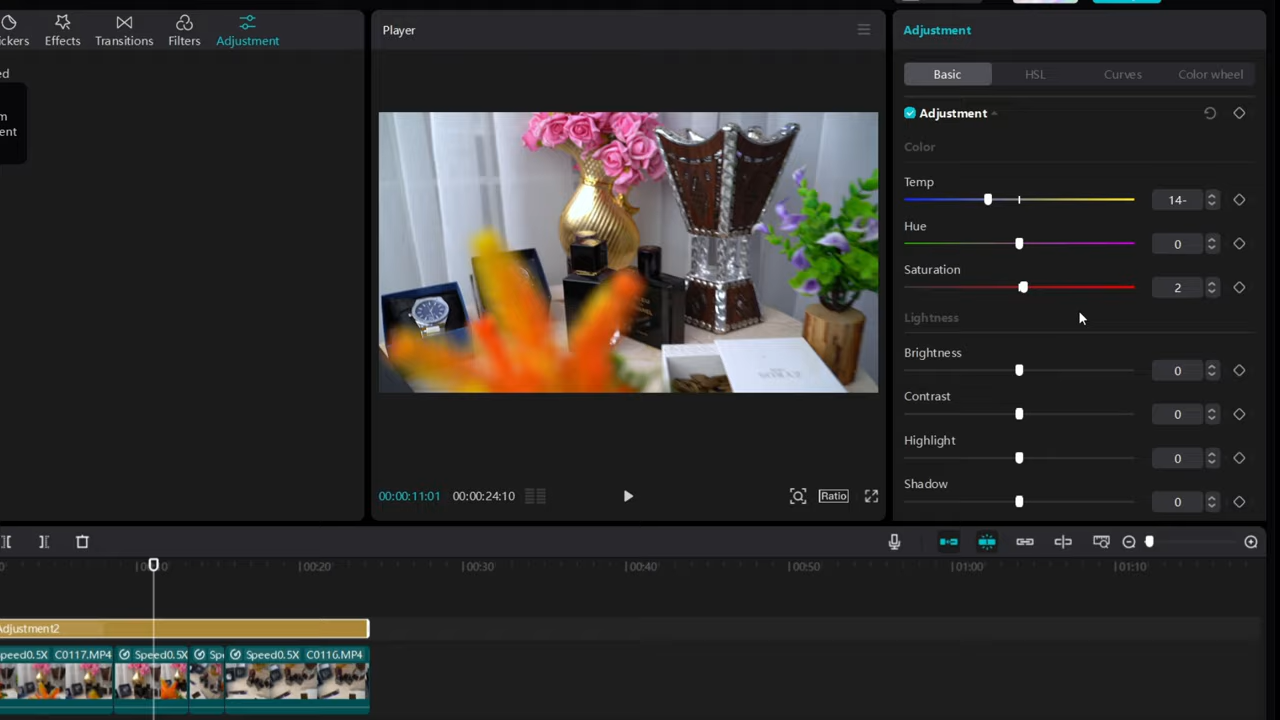 ckers Effects Transitions Filters Adjustment
ed
m
ent
Player
00:00:11:01 00:00:24:10
Ratio
Adjustment
Basic HSL Curves Color wheel
Adjustment
Color
Temp
14-
Hue
0
Saturation
2
Lightness
Brightness
0
Contrast
0
Highlight
0
Shadow
0
00:20 00:30 00:40 00:50 01:00 01:10
Adjustment2
peed0.5X C0117.MP4 Speed0.5X Spe Speed0.5X C0116.MP4